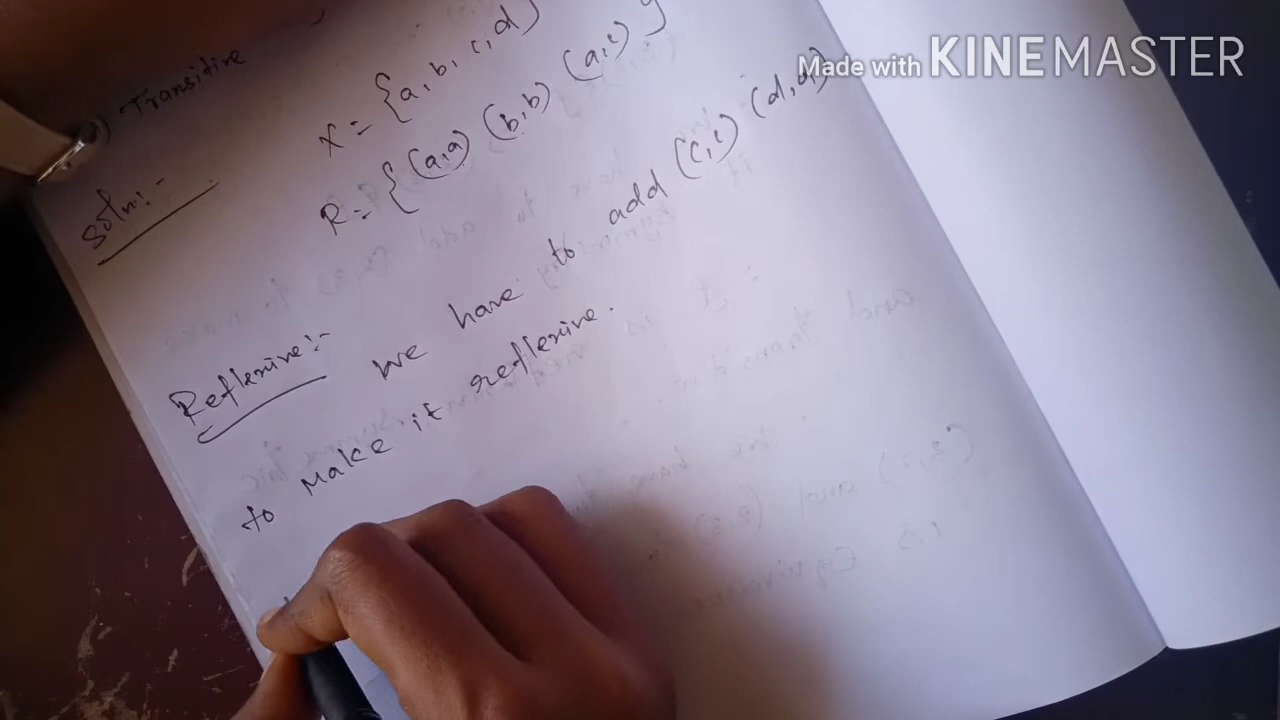 Made with KINEMASTER
Transitive
Soln:-
X = {a, b, c, d}
R = {(a,a) (b,b) (a,c)}
Reflexive:- we have to add (c,c) (d,d)
to make it reflexive.